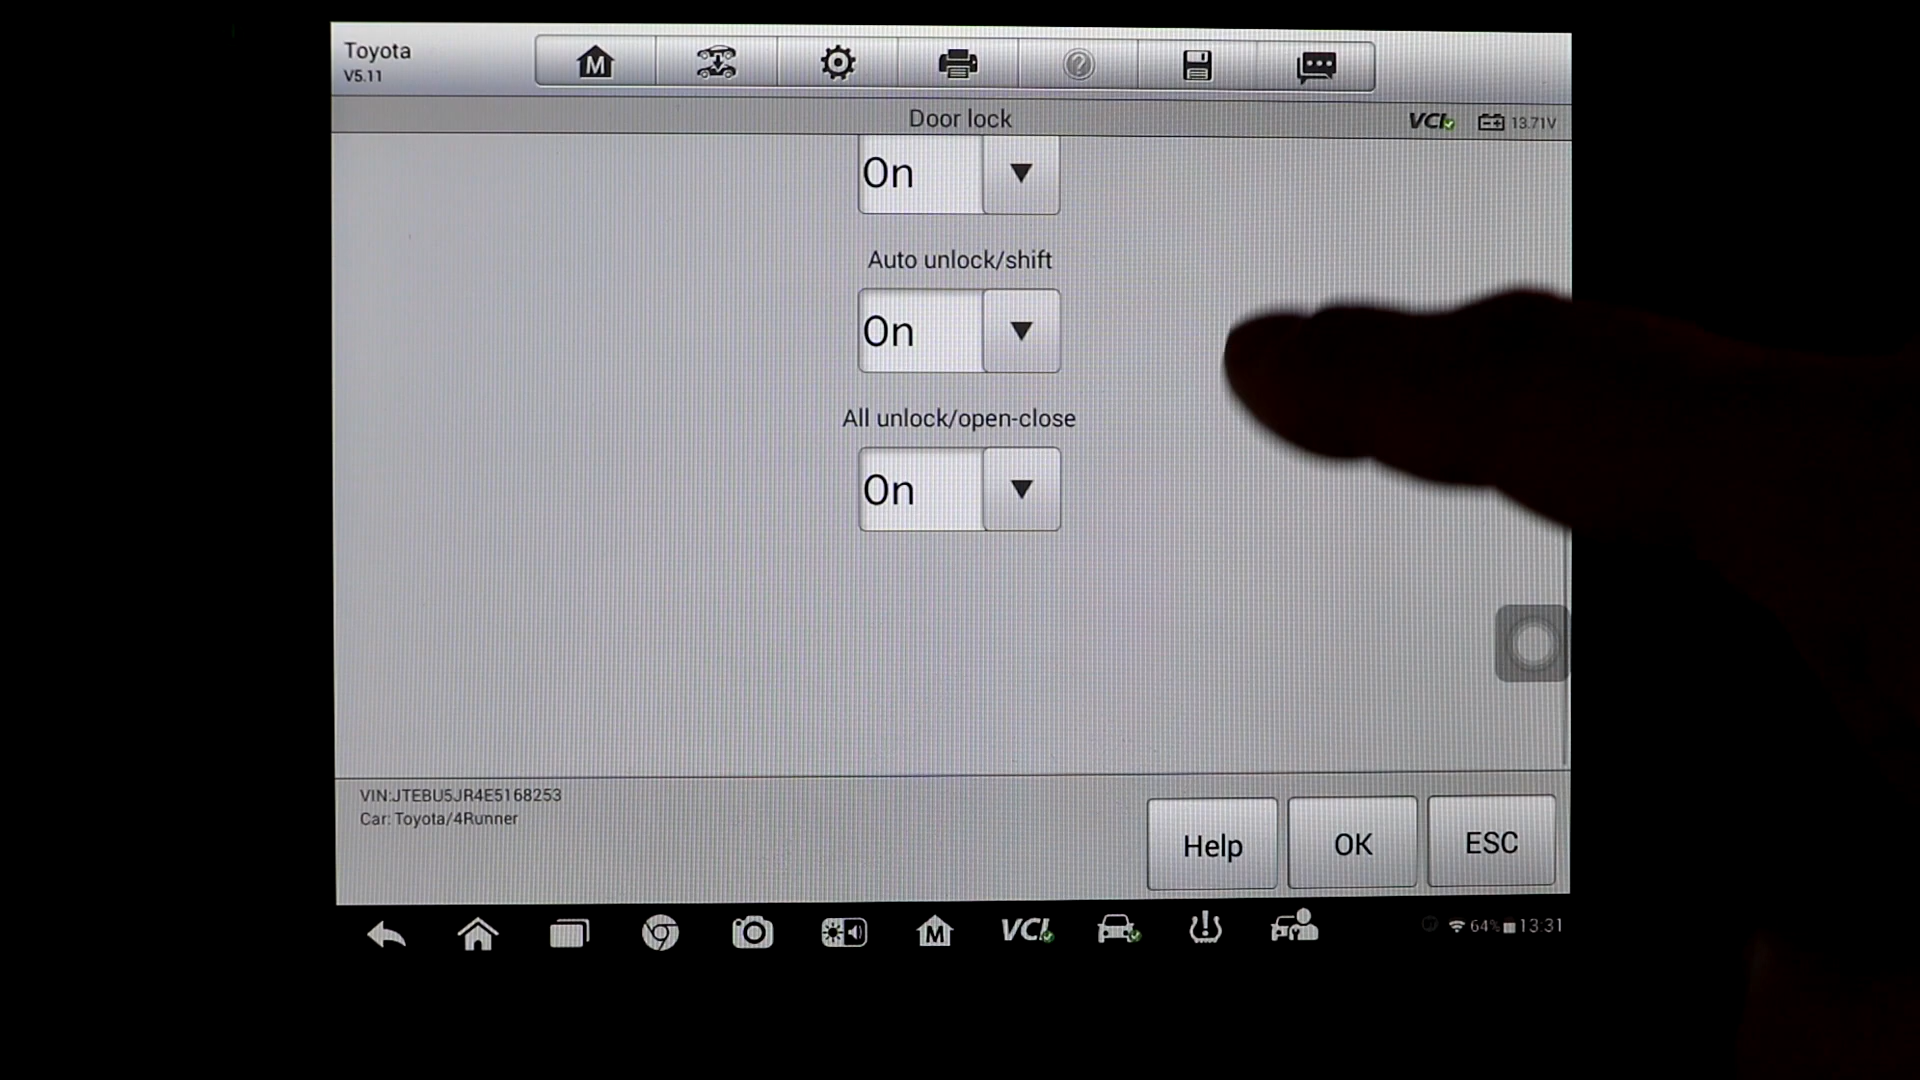 Toyota
V5.11
M
Door lock
VCI
13.71V
On
Auto unlock/shift
On
All unlock/open-close
On
VIN:JTEBU5JR4E5168253
Car: Toyota/4Runner
Help
OK
ESC
M
VCI
64%
13:31